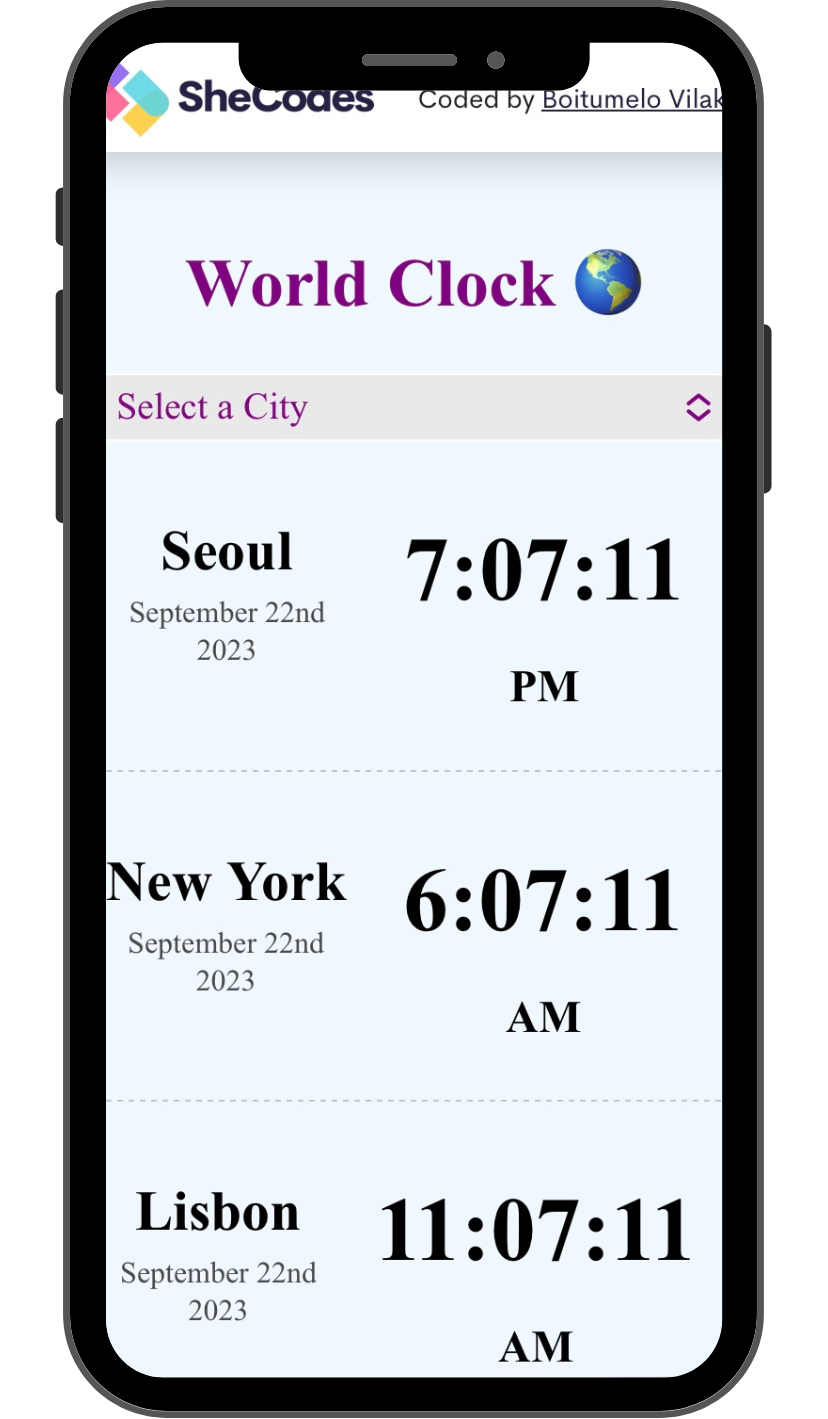 SheCodes Coded by Boitumelo Vilak
World Clock 🌎
Select a City
Seoul
September 22nd
2023
7:07:11
PM
New York
September 22nd
2023
6:07:11
AM
Lisbon
September 22nd
2023
11:07:11
AM